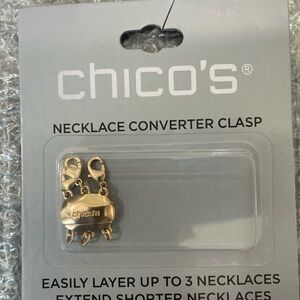 chico's®
NECKLACE CONVERTER CLASP
chico's
EASILY LAYER UP TO 3 NECKLACES
EXTEND SHORTER NECKLACES